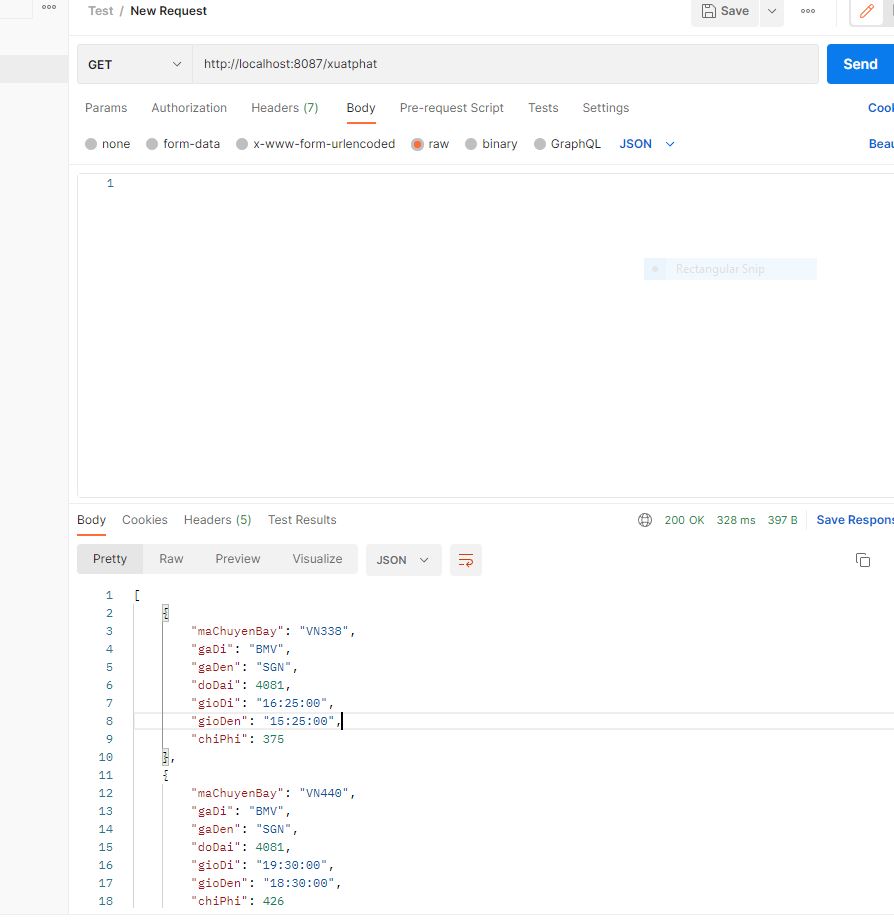 Test / New Request
Save
GET
http://localhost:8087/xuatphat
Send
Params Authorization Headers (7) Body Pre-request Script Tests Settings
none form-data x-www-form-urlencoded raw binary GraphQL JSON
1
Rectangular Snip
Body Cookies Headers (5) Test Results 200 OK 328 ms 397 B Save Respons
Pretty Raw Preview Visualize JSON
1 [
2 {
3 "maChuyenBay": "VN338",
4 "gaDi": "BMV",
5 "gaDen": "SGN",
6 "doDai": 4081,
7 "gioDi": "16:25:00",
8 "gioDen": "15:25:00",
9 "chiPhi": 375
10 },
11 {
12 "maChuyenBay": "VN440",
13 "gaDi": "BMV",
14 "gaDen": "SGN",
15 "doDai": 4081,
16 "gioDi": "19:30:00",
17 "gioDen": "18:30:00",
18 "chiPhi": 426